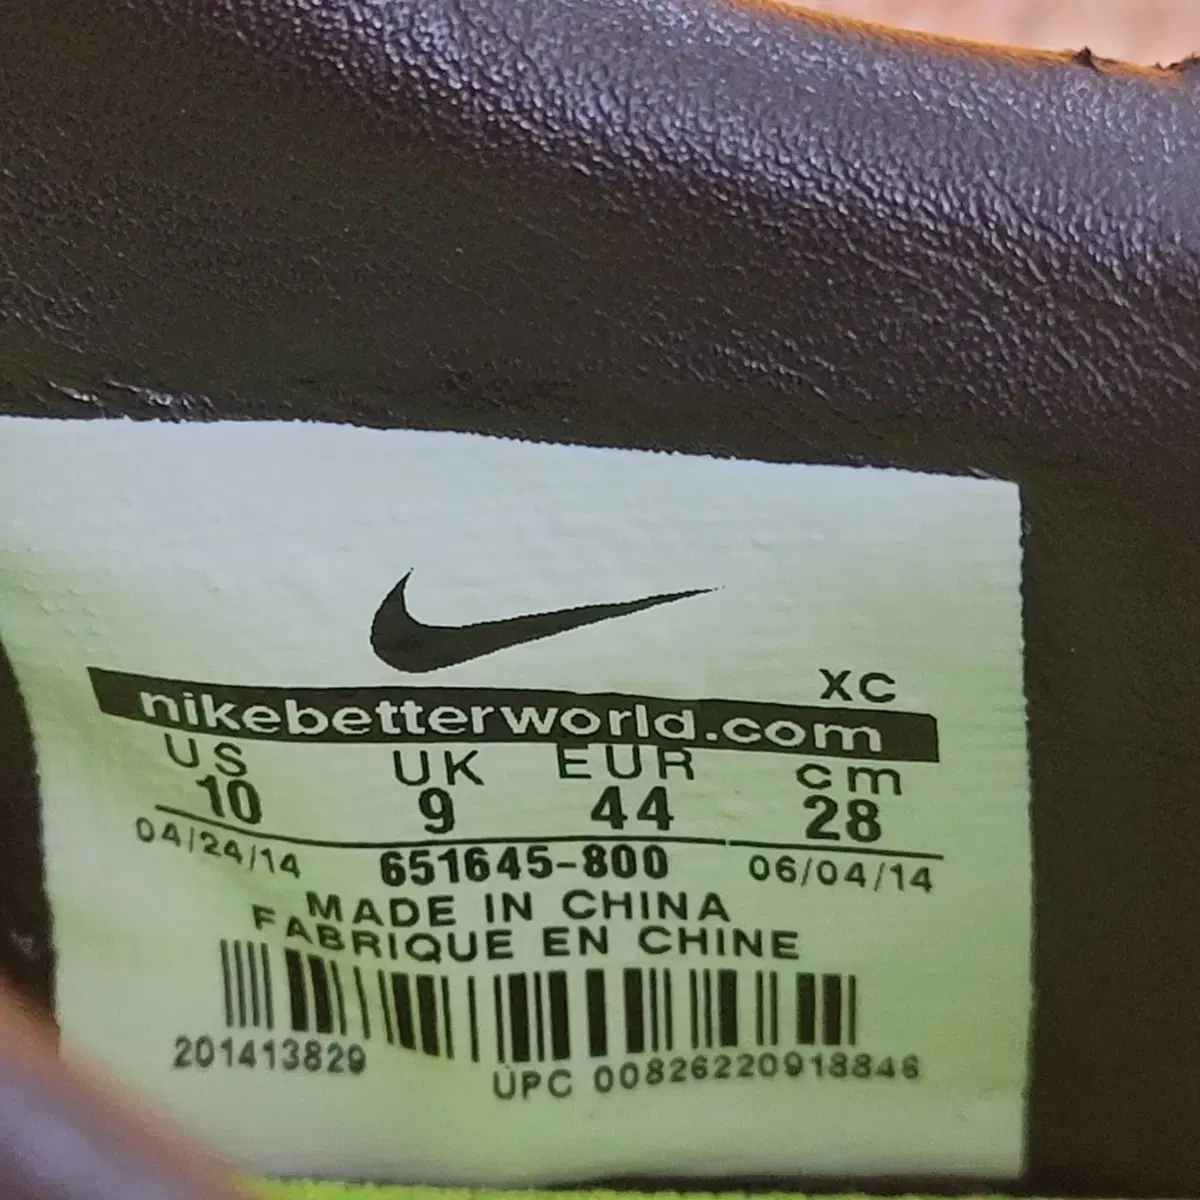 XC
nikebetterworld.com
US UK EUR cm
10 9 44 28
04/24/14 651645-800 06/04/14
MADE IN CHINA
FABRIQUE EN CHINE
201413829
UPC 00826220918846